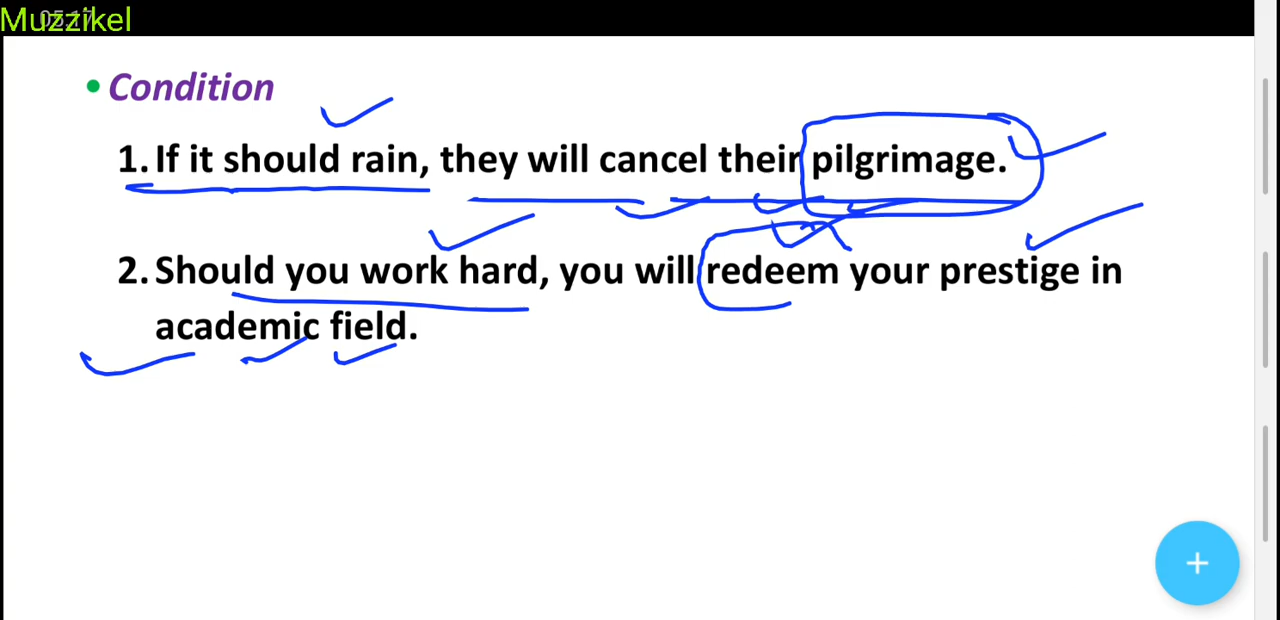 Muzzikel
• Condition
1. If it should rain, they will cancel their pilgrimage.
2. Should you work hard, you will redeem your prestige in
academic field.
+